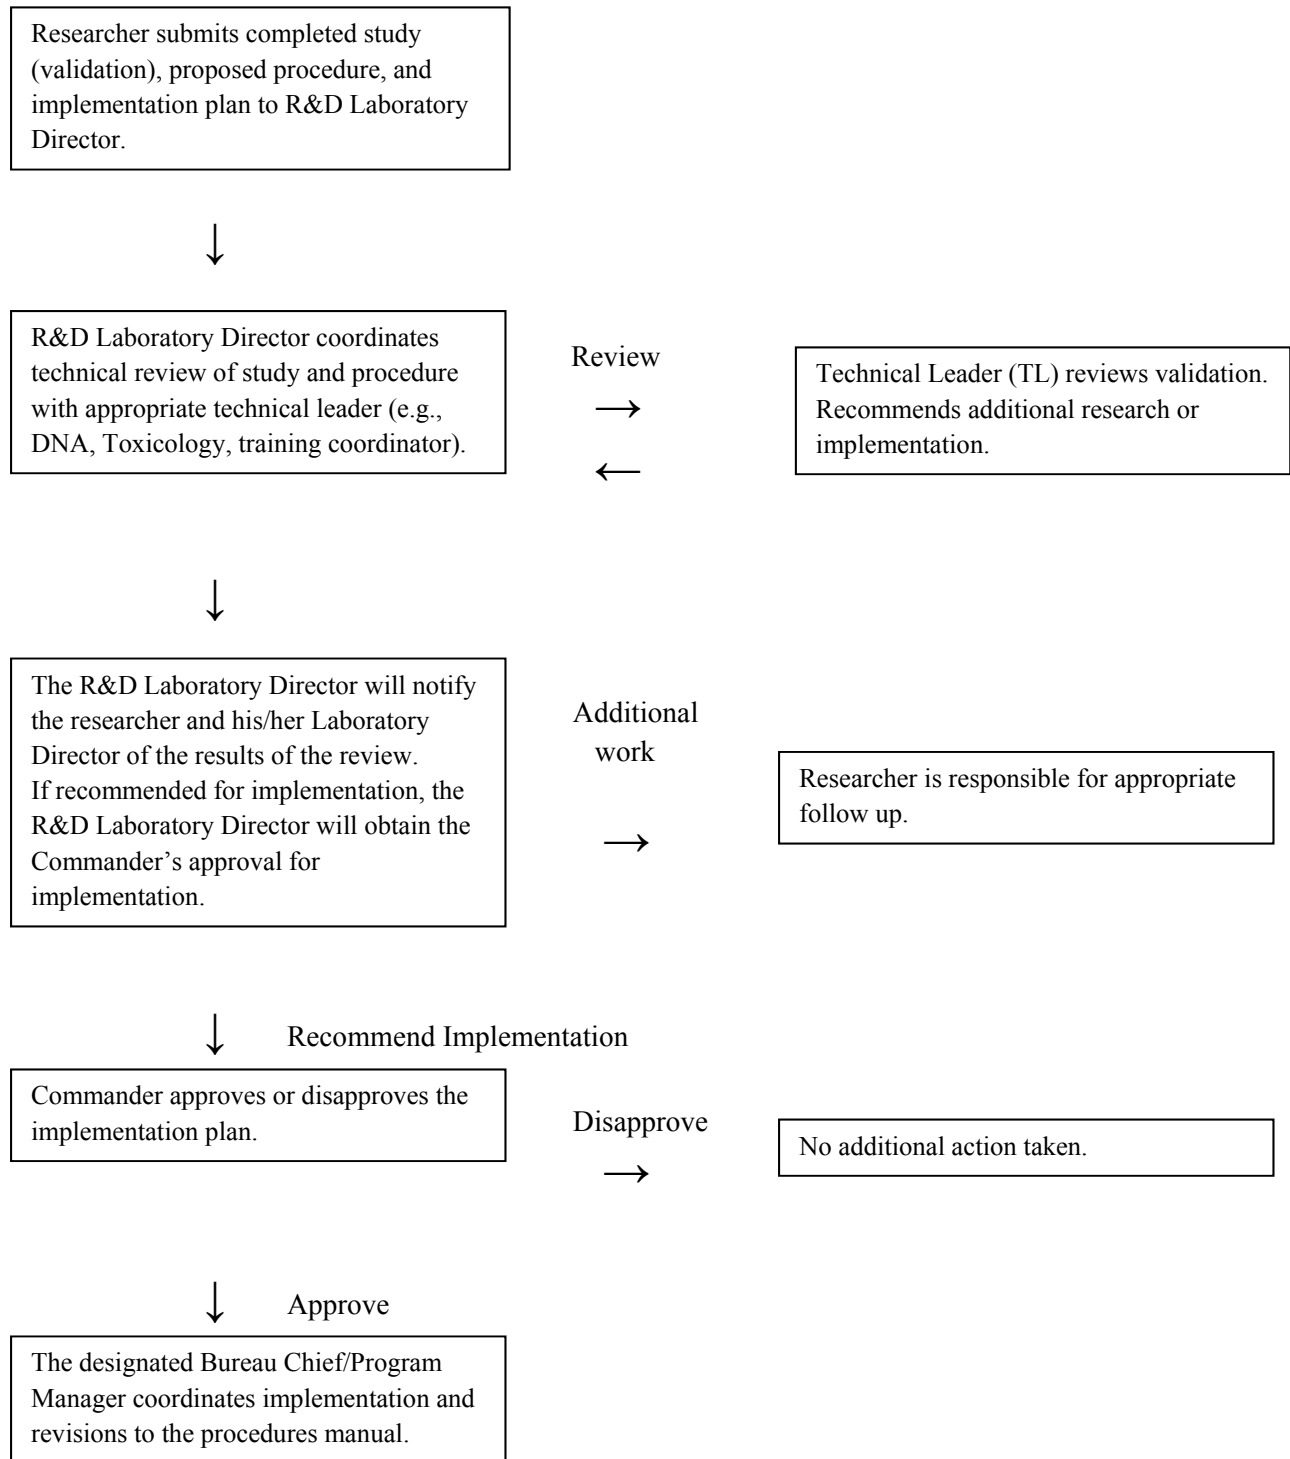 Researcher submits completed study
(validation), proposed procedure, and
implementation plan to R&D Laboratory
Director.
↓
R&D Laboratory Director coordinates
technical review of study and procedure
with appropriate technical leader (e.g.,
DNA, Toxicology, training coordinator).
Review
→
←
Technical Leader (TL) reviews validation.
Recommends additional research or
implementation.
↓
The R&D Laboratory Director will notify
the researcher and his/her Laboratory
Director of the results of the review.
If recommended for implementation, the
R&D Laboratory Director will obtain the
Commander’s approval for
implementation.
Additional
work
→
Researcher is responsible for appropriate
follow up.
↓ Recommend Implementation
Commander approves or disapproves the
implementation plan.
Disapprove
→
No additional action taken.
↓ Approve
The designated Bureau Chief/Program
Manager coordinates implementation and
revisions to the procedures manual.